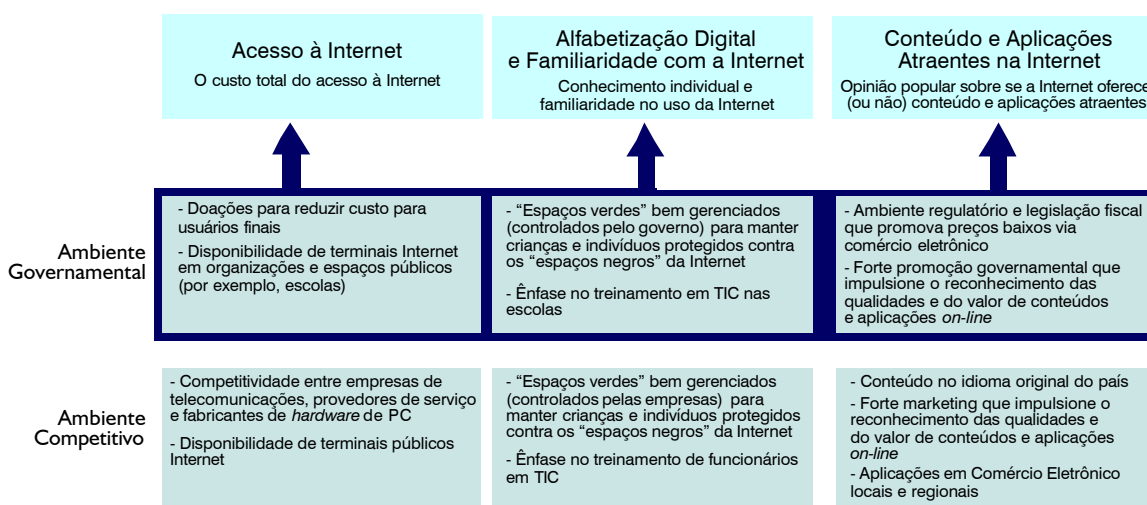 Acesso à Internet
O custo total do acesso à Internet
Alfabetização Digital
e Familiaridade com a Internet
Conhecimento individual e
familiaridade no uso da Internet
Conteúdo e Aplicações
Atraentes na Internet
Opinião popular sobre se a Internet oferece
(ou não) conteúdo e aplicações atraentes
Ambiente
Governamental
- Doações para reduzir custo para
usuários finais
- Disponibilidade de terminais Internet
em organizações e espaços públicos
(por exemplo, escolas)
- “Espaços verdes” bem gerenciados
(controlados pelo governo) para manter
crianças e indivíduos protegidos contra
os “espaços negros” da Internet
- Ênfase no treinamento em TIC nas
escolas
- Ambiente regulatório e legislação fiscal
que promova preços baixos via
comércio eletrônico
- Forte promoção governamental que
impulsione o reconhecimento das
qualidades e do valor de conteúdos
e aplicações on-line
Ambiente
Competitivo
- Competitividade entre empresas de
telecomunicações, provedores de serviço
e fabricantes de hardware de PC
- Disponibilidade de terminais públicos
Internet
- “Espaços verdes” bem gerenciados
(controlados pelas empresas) para
manter crianças e indivíduos protegidos
contra os “espaços negros” da Internet
- Ênfase no treinamento de funcionários
em TIC
- Conteúdo no idioma original do país
- Forte marketing que impulsione o
reconhecimento das qualidades e
do valor de conteúdos e aplicações
on-line
- Aplicações em Comércio Eletrônico
locais e regionais